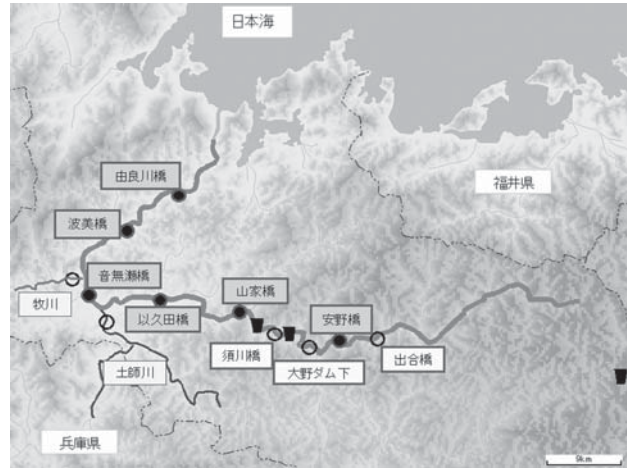 日本海
由良川橋
福井県
波美橋
音無瀬橋
山家橋
牧川
以久田橋
安野橋
須川橋
出合橋
大野ダム下
土師川
兵庫県
9km